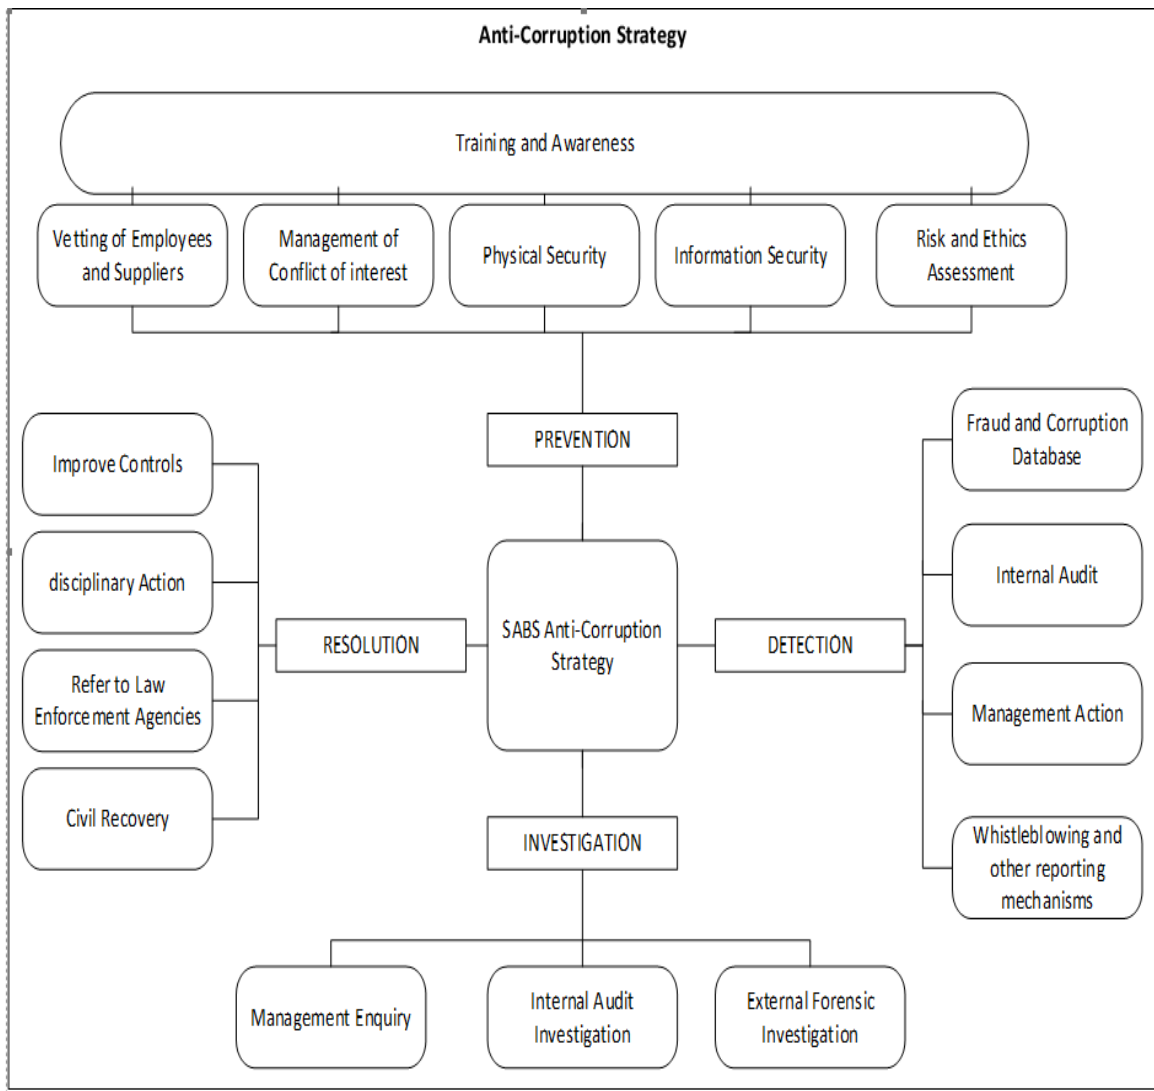 Anti-Corruption Strategy
Training and Awareness
Vetting of Employees
and Suppliers
Management of
Conflict of interest
Physical Security
Information Security
Risk and Ethics
Assessment
PREVENTION
Improve Controls
disciplinary Action
Refer to Law
Enforcement Agencies
Civil Recovery
RESOLUTION
SABS Anti-Corruption
Strategy
DETECTION
Fraud and Corruption
Database
Internal Audit
Management Action
Whistleblowing and
other reporting
mechanisms
INVESTIGATION
Management Enquiry
Internal Audit
Investigation
External Forensic
Investigation